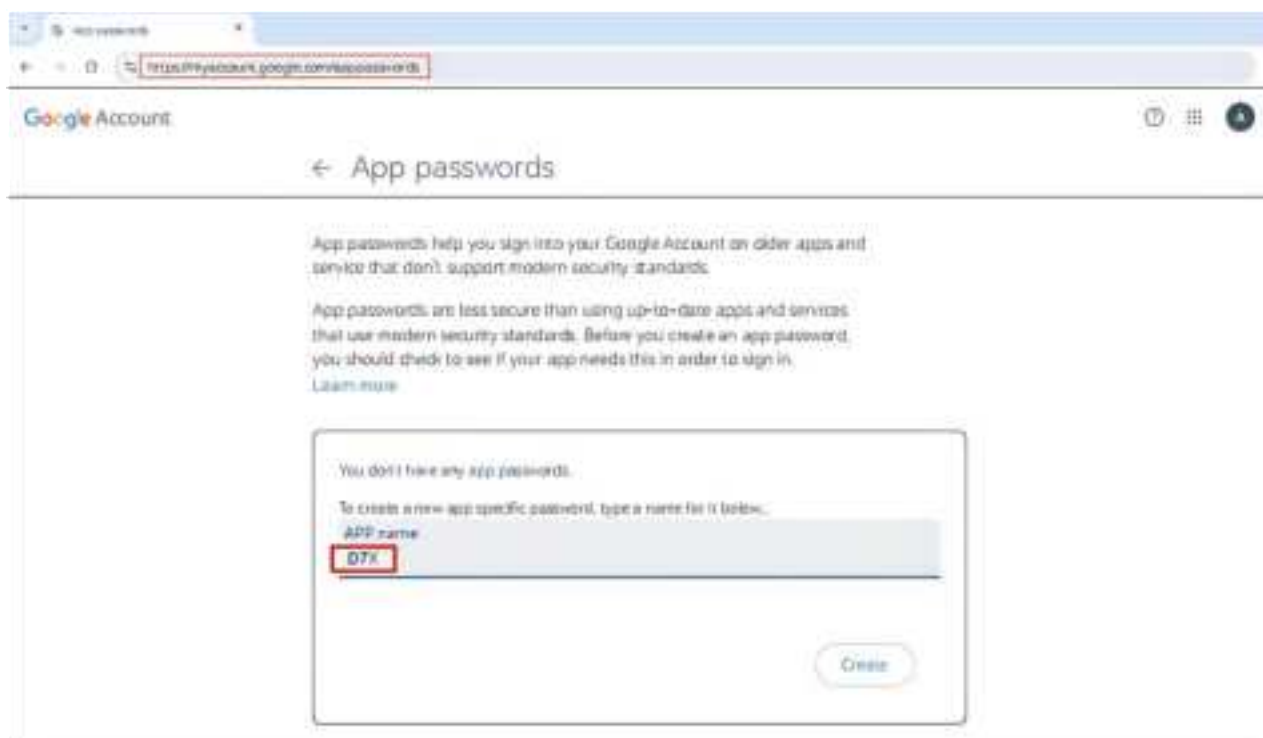 App passwords
https://myaccount.google.com/apppasswords
Google Account
App passwords
App passwords help you sign into your Google Account on older apps and
service that don't support modern security standards.
App passwords are less secure than using up-to-date apps and services
that use modern security standards. Before you create an app password,
you should check to see if your app needs this in order to sign in.
Learn more
You don't have any app passwords.
To create a new app specific password, type a name for it below...
APP name
D7X
Create